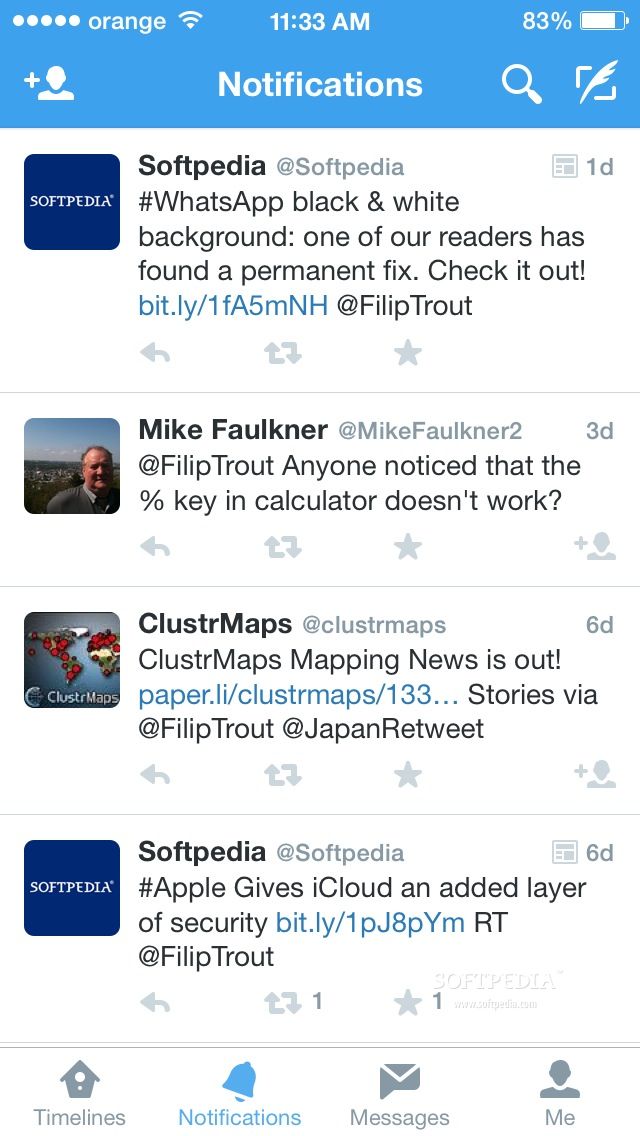 orange 11:33 AM 83%
Notifications
SOFTPEDIA®
Softpedia @Softpedia 1d
#WhatsApp black & white
background: one of our readers has
found a permanent fix. Check it out!
bit.ly/1fA5mNH @FilipTrout
Mike Faulkner @MikeFaulkner2 3d
@FilipTrout Anyone noticed that the
% key in calculator doesn't work?
ClustrMaps
ClustrMaps @clustrmaps 6d
ClustrMaps Mapping News is out!
paper.li/clustrmaps/133... Stories via
@FilipTrout @JapanRetweet
SOFTPEDIA®
Softpedia @Softpedia 6d
#Apple Gives iCloud an added layer
of security bit.ly/1pJ8pYm RT
@FilipTrout
SOFTPEDIA®
www.softpedia.com
1 1
Timelines Notifications Messages Me